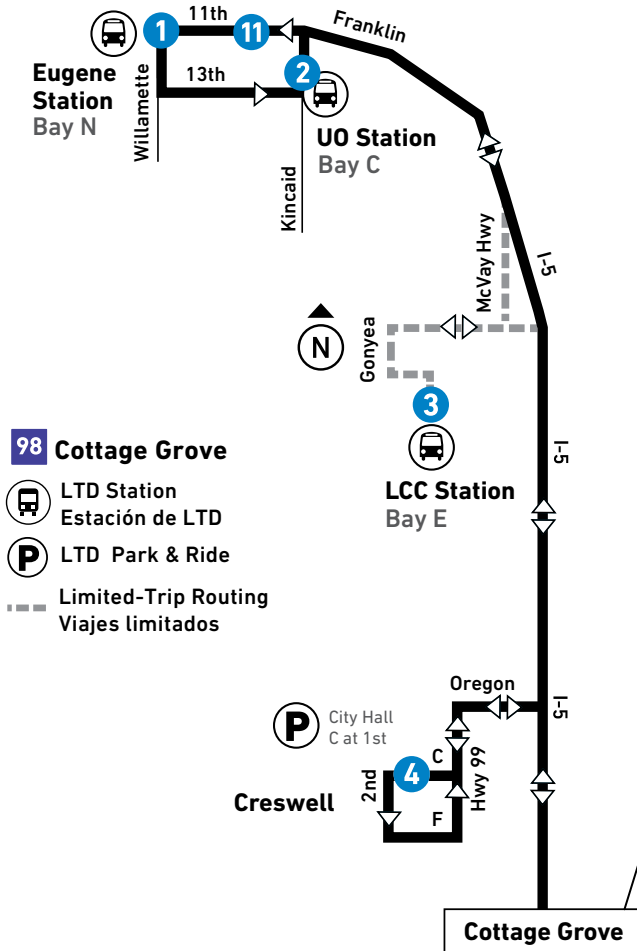 11th
Franklin
1
11
Eugene
Station
Bay N
13th
2
Willamette
UO Station
Bay C
Kincaid
McVay Hwy
I-5
N
Gonyea
3
98 Cottage Grove
I-5
LTD Station
Estación de LTD
LCC Station
Bay E
P LTD Park & Ride
Limited-Trip Routing
Viajes limitados
Oregon
I-5
P City Hall
C at 1st
C
4
2nd
Hwy 99
Creswell
F
Cottage Grove